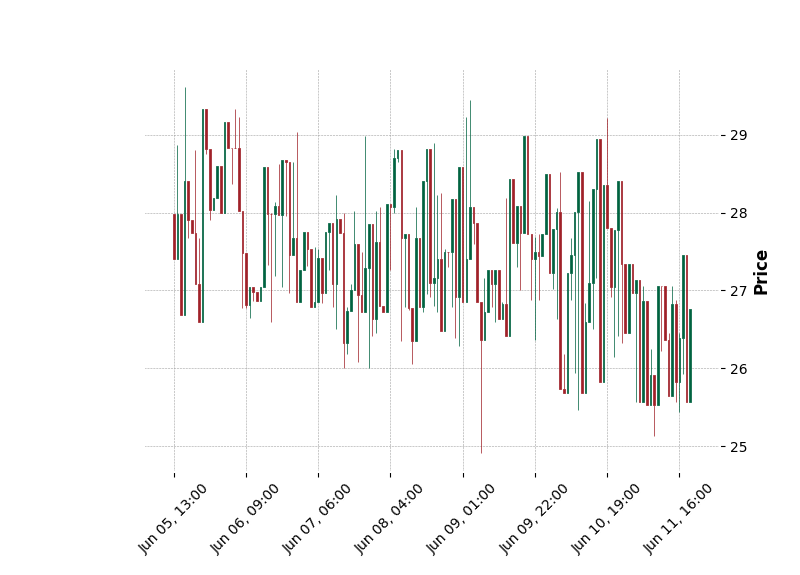 29
28
27
26
25
Price
Jun 05, 13:00
Jun 06, 09:00
Jun 07, 06:00
Jun 08, 04:00
Jun 09, 01:00
Jun 09, 22:00
Jun 10, 19:00
Jun 11, 16:00